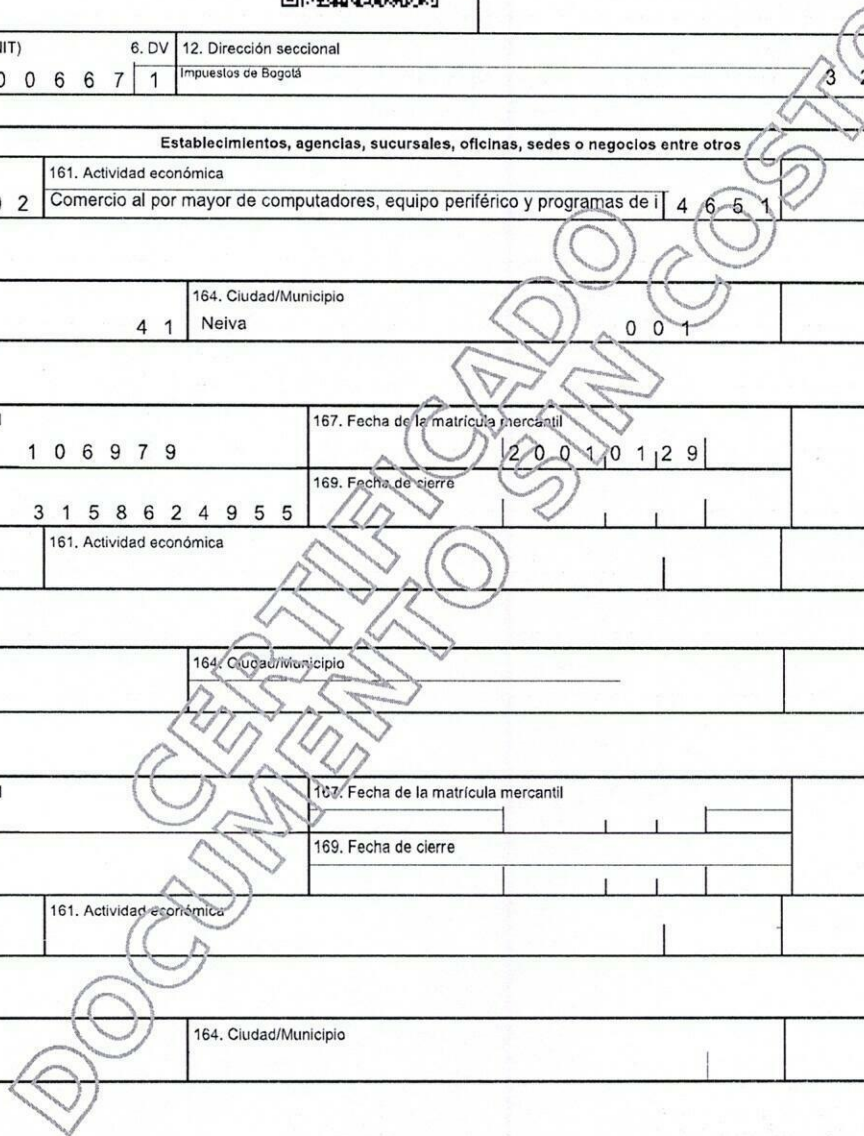 NIT) 6. DV 12. Dirección seccional
0 0 6 6 7 1 Impuestos de Bogotá 3 2
Establecimientos, agencias, sucursales, oficinas, sedes o negocios entre otros
161. Actividad económica
0 2 Comercio al por mayor de computadores, equipo periférico y programas de i 4 6 5 1
164. Ciudad/Municipio
4 1 Neiva 0 0 1
167. Fecha de la matrícula mercantil
1 0 6 9 7 9 2 0 0 1 0 1 2 9
169. Fecha de cierre
3 1 5 8 6 2 4 9 5 5
161. Actividad económica
164. Ciudad/Municipio
167. Fecha de la matrícula mercantil
169. Fecha de cierre
161. Actividad económica
164. Ciudad/Municipio
CERTIFICADO
DOCUMENTO SIN COSTO